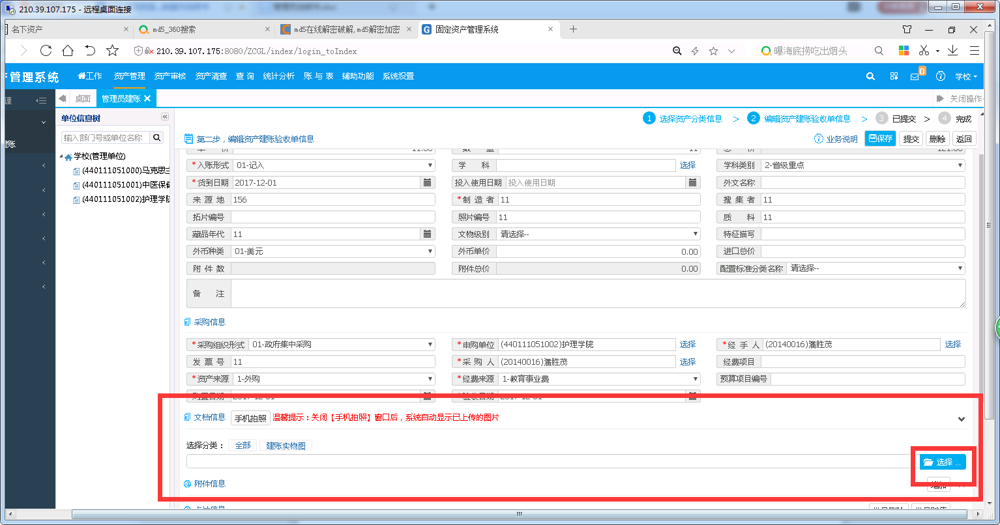 210.39.107.175 - 远程桌面连接
名下资产 md5_360搜索 md5在线解密破解,md5解密加密 固定资产管理系统
210.39.107.175:8080/ZCGL/index/login_toIndex 曝海底捞吃出烟头
管理系统 工作 资产管理 资产审核 资产清查 查 询 统计分析 账 与 表 辅助功能 系统设置 0 学校
理 桌面 管理员建账 关闭操作
单位信息树 1 选择资产分类信息 > 2 编辑资产建账验收单信息 > 3 已提交 > 4 完成
输入部门号或单位名称 第二步，编辑资产建账验收单信息 业务说明 保存 提交 删除 返回
建账
学校(管理单位)
(440111051000)马克思主
(440111051001)中医保健
(440111051002)护理学院
*入账形式 01-记入 学 科 选择 学科类别 2-省级重点
*货到日期 2017-12-01 投入使用日期 投入使用日期 外文名称
来 源 地 156 *制 造 者 11 搜 集 者 11
拓片编号 照片编号 11 质 料 11
藏品年代 11 文物级别 请选择-- 特征描写
外币种类 01-美元 外币单价 0.00 进口总价
附 件 数 附件总价 0.00 配置标准分类名称 请选择--
备 注
采购信息
*采购组织形式 01-政府集中采购 *申购单位 (440111051002)护理学院 选择 *经 手 人 (20140016)潘胜茂 选择
发 票 号 11 *采 购 人 (20140016)潘胜茂 选择 经费项目
*资产来源 1-外购 *经费来源 1-教育事业费 预算项目编号
购置日期 2017-12-01 *验收日期 2017-12-01
文档信息 手机拍照 温馨提示：关闭【手机拍照】窗口后，系统自动显示已上传的图片
选择分类： 全部 建账实物图
选择 ...
附件信息 增加